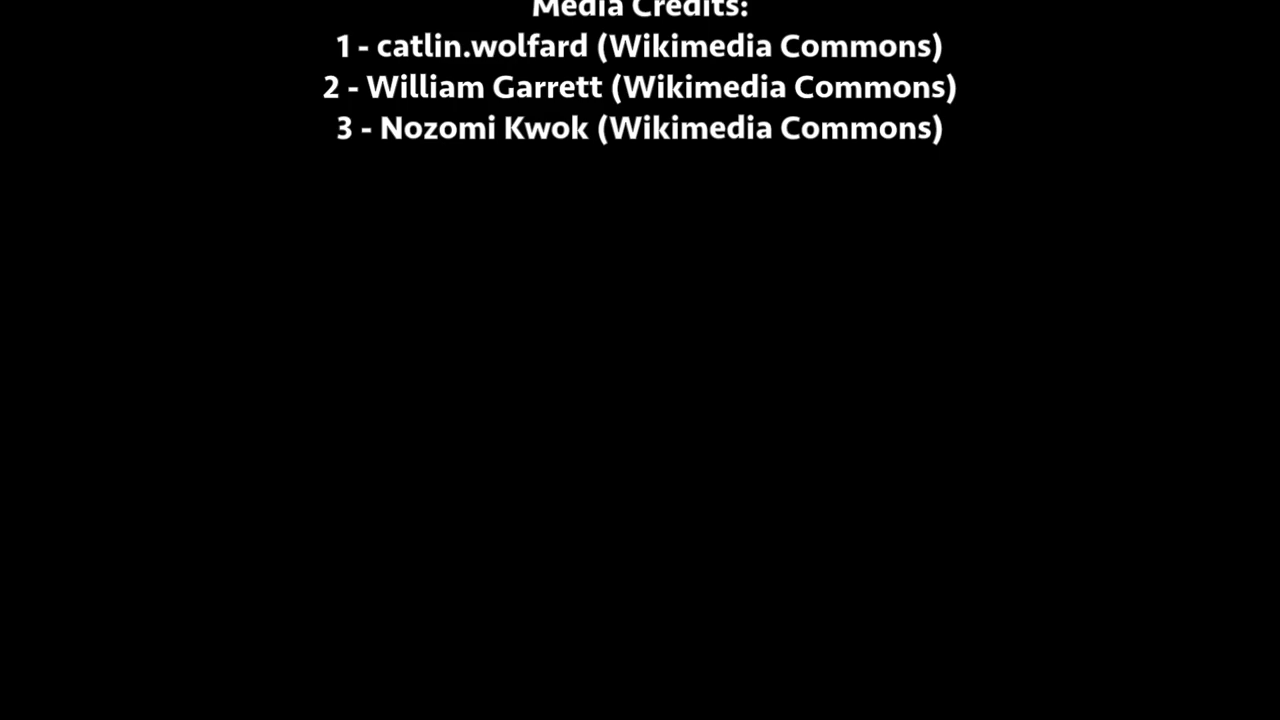 Media Credits:
1 - catlin.wolfard (Wikimedia Commons)
2 - William Garrett (Wikimedia Commons)
3 - Nozomi Kwok (Wikimedia Commons)